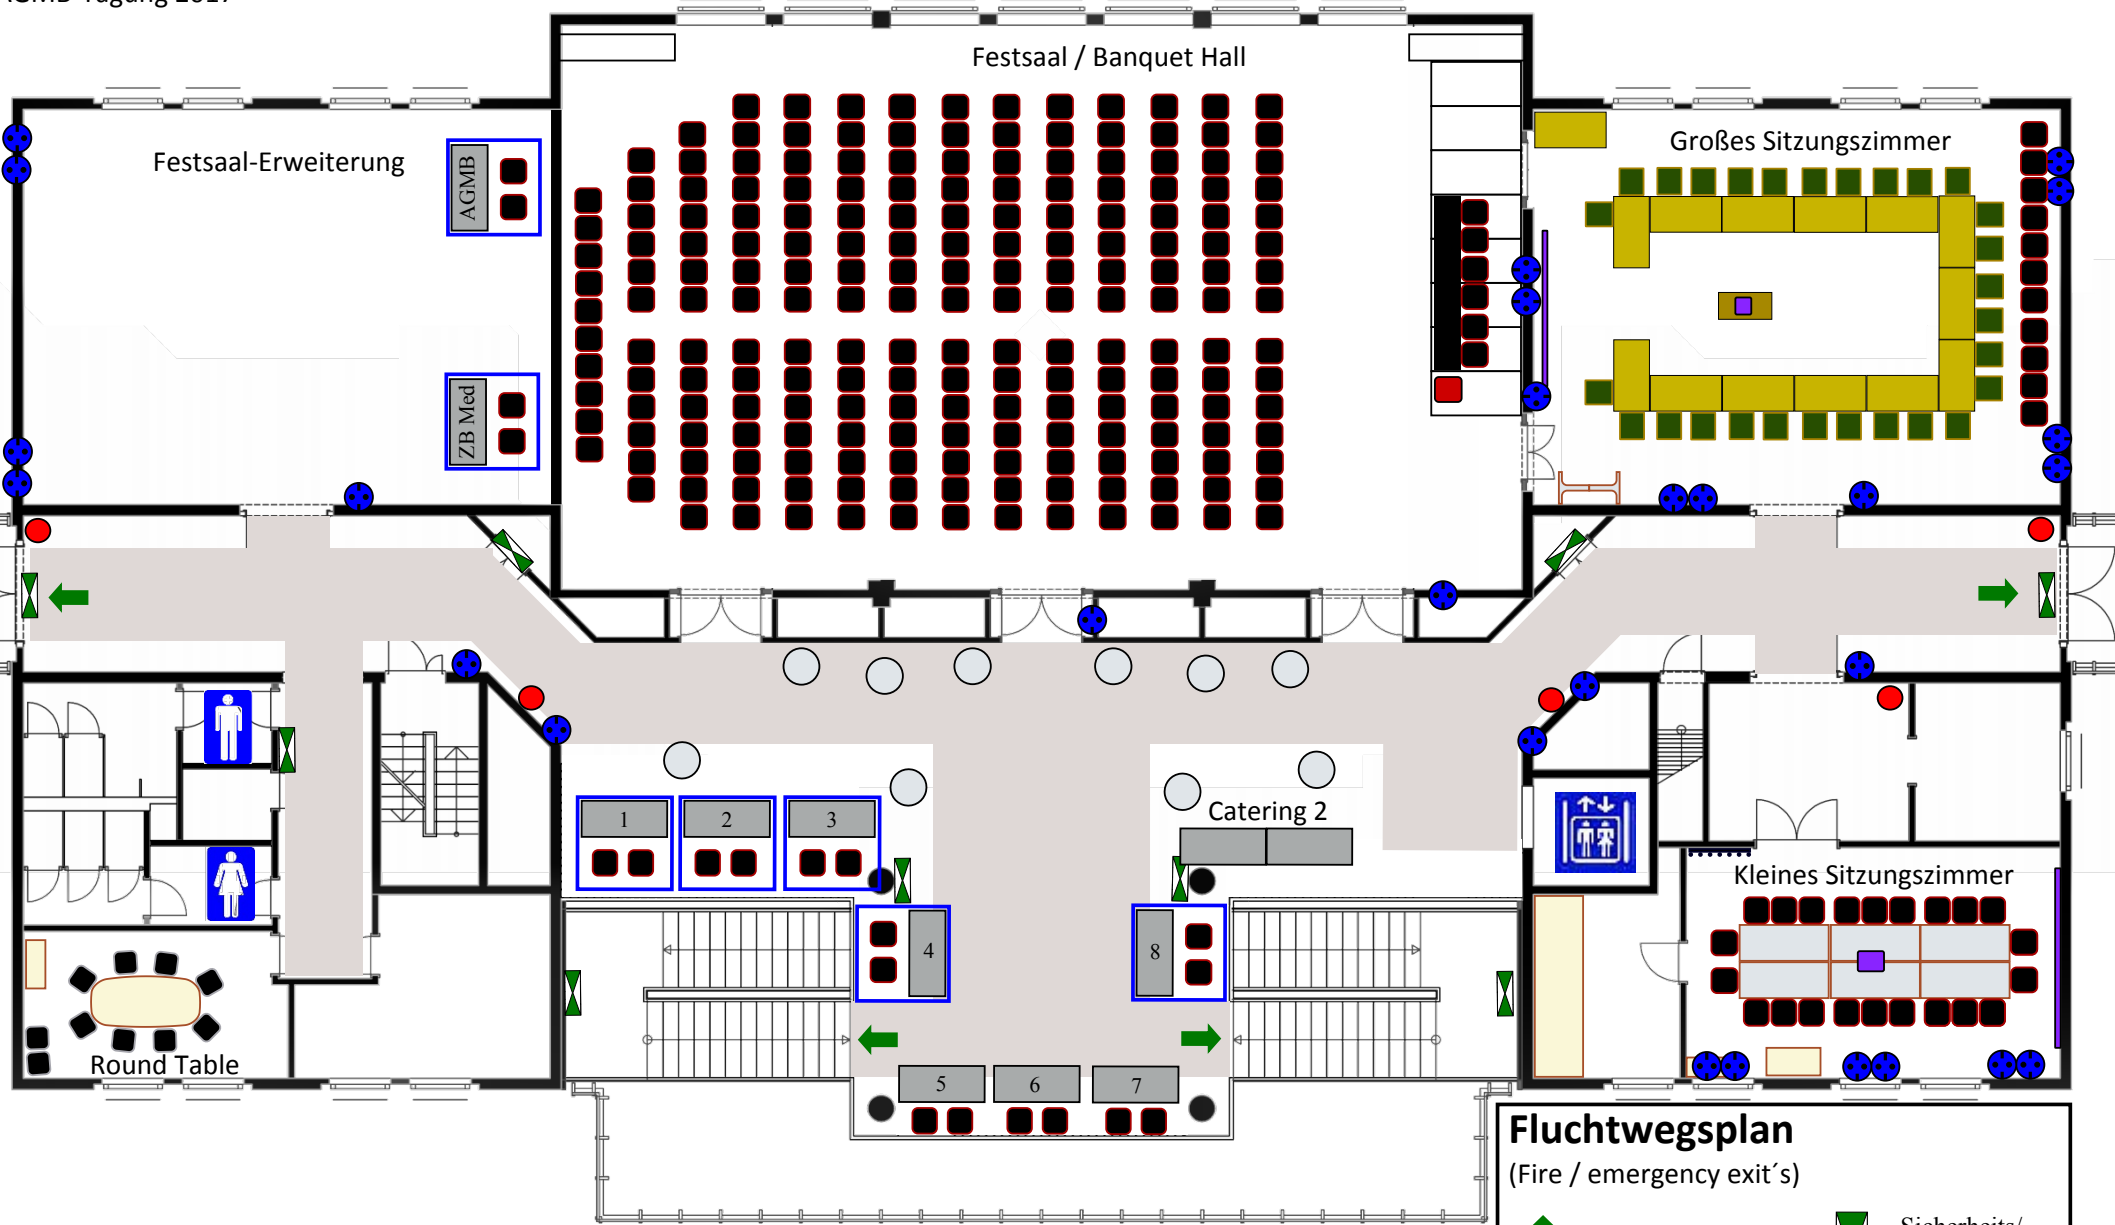 Festsaal / Banquet Hall
Festsaal-Erweiterung
Großes Sitzungszimmer
AGMB
ZB Med
1
2
3
Catering 2
4
8
Kleines Sitzungszimmer
Round Table
5
6
7
Fluchtwegsplan
(Fire / emergency exit´s)
Sicherheits/